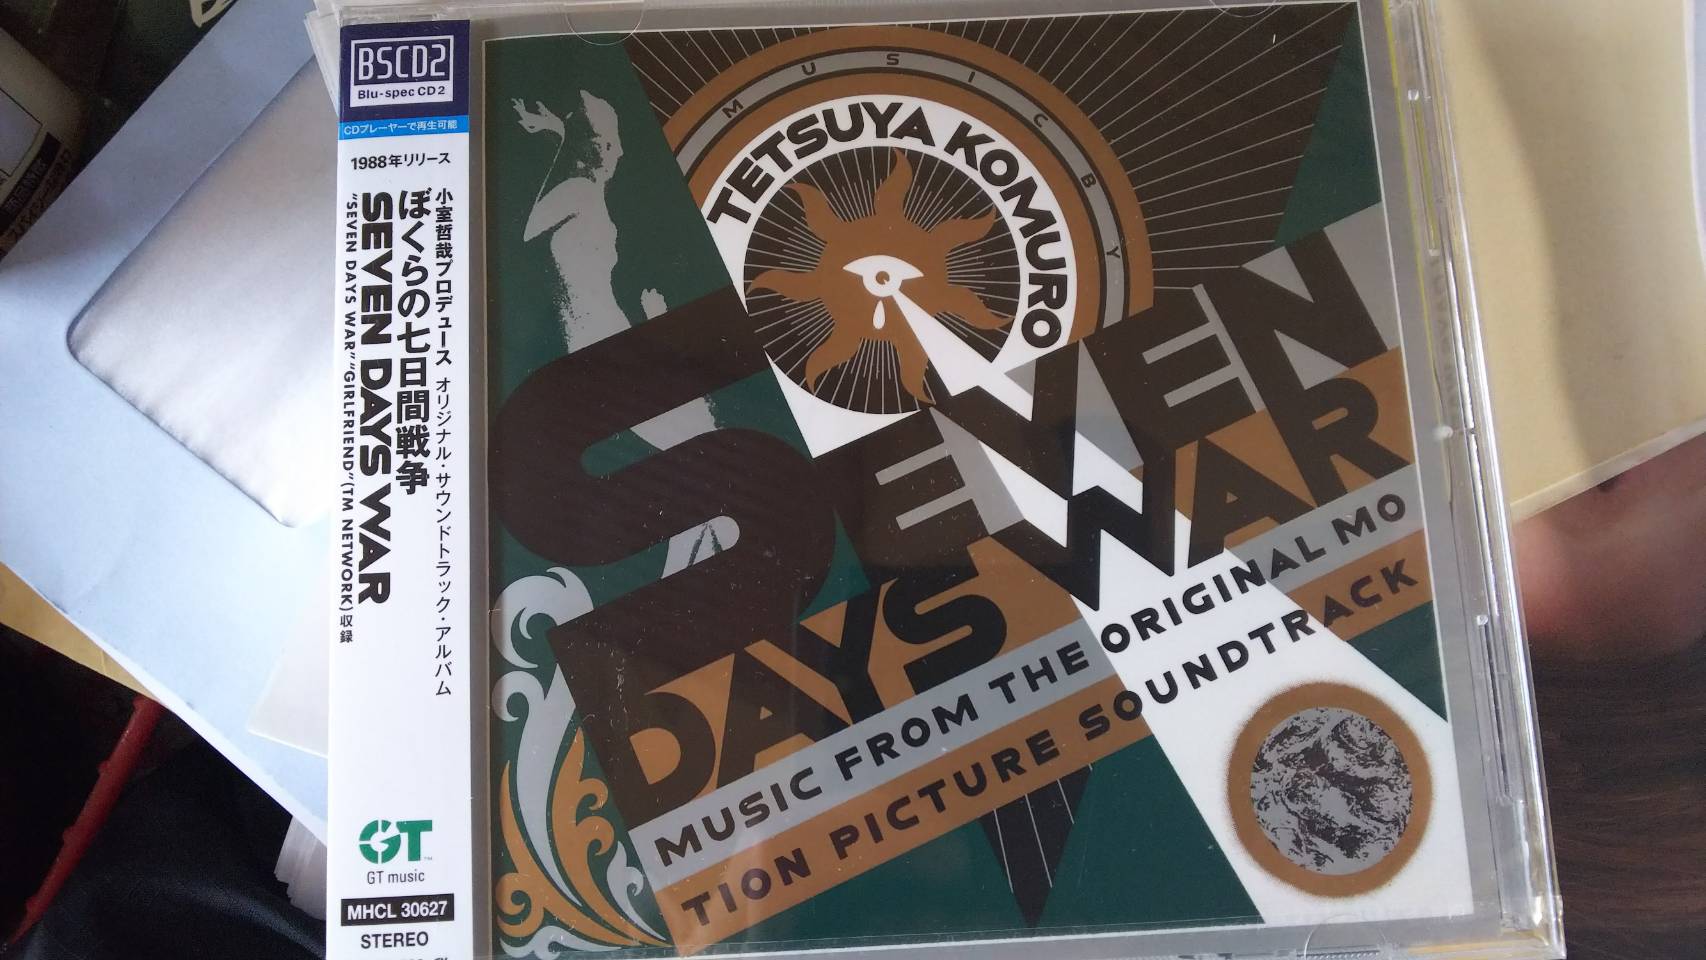 BSCD2
Blu-spec CD 2
CDプレーヤーで再生可能
1988年リリース
小室哲哉プロデュース オリジナル・サウンドトラック・アルバム
ぼくらの七日間戦争
SEVEN DAYS WAR
"SEVEN DAYS WAR" "GIRLFRIEND" (TM NETWORK) 収録
GT™
GT music
MHCL 30627
STEREO
MUSIC BY
TETSUYA KOMURO
SEVEN
DAYS WAR
MUSIC FROM THE ORIGINAL MO
TION PICTURE SOUNDTRACK